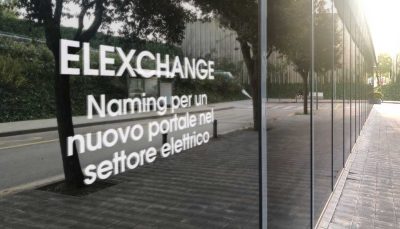 ELEXCHANGE
Naming per un
nuovo portale nel
settore elettrico